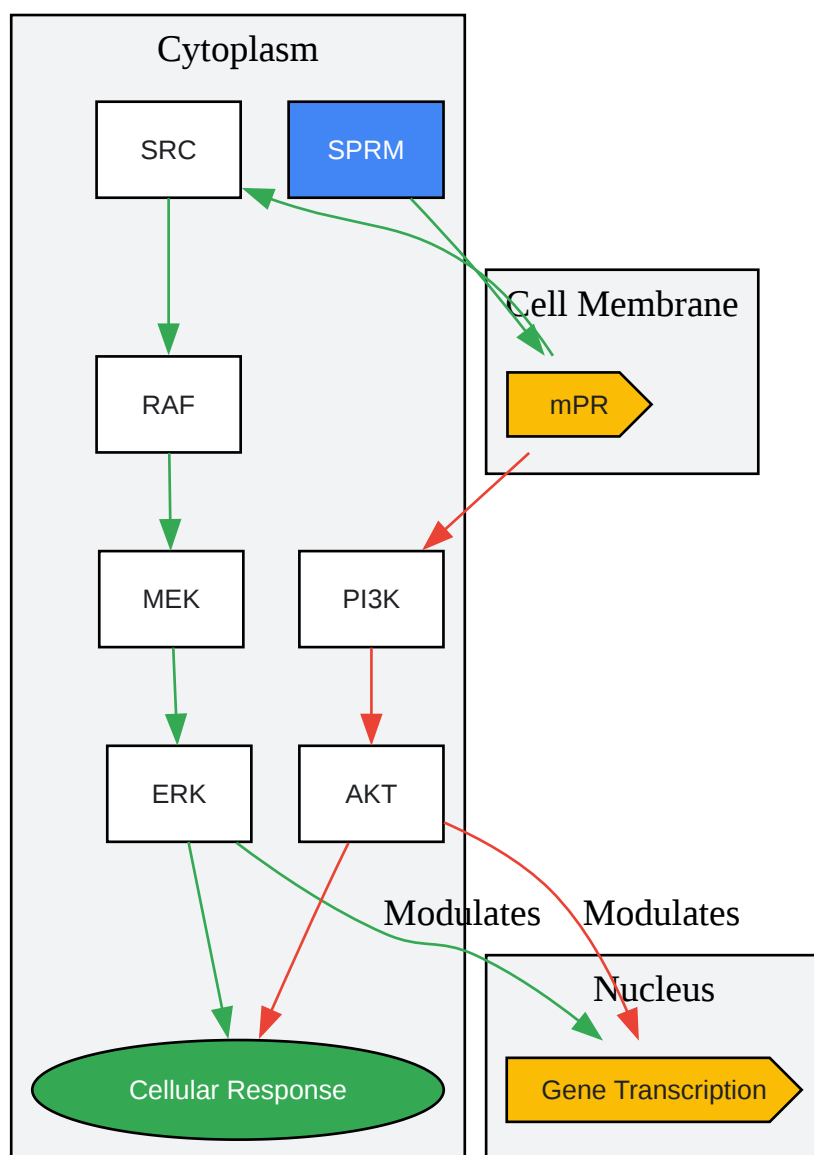 Cytoplasm
SRC
SPRM
Cell Membrane
RAF
mPR
MEK
PI3K
ERK
AKT
Modulates
Modulates
Nucleus
Cellular Response
Gene Transcription